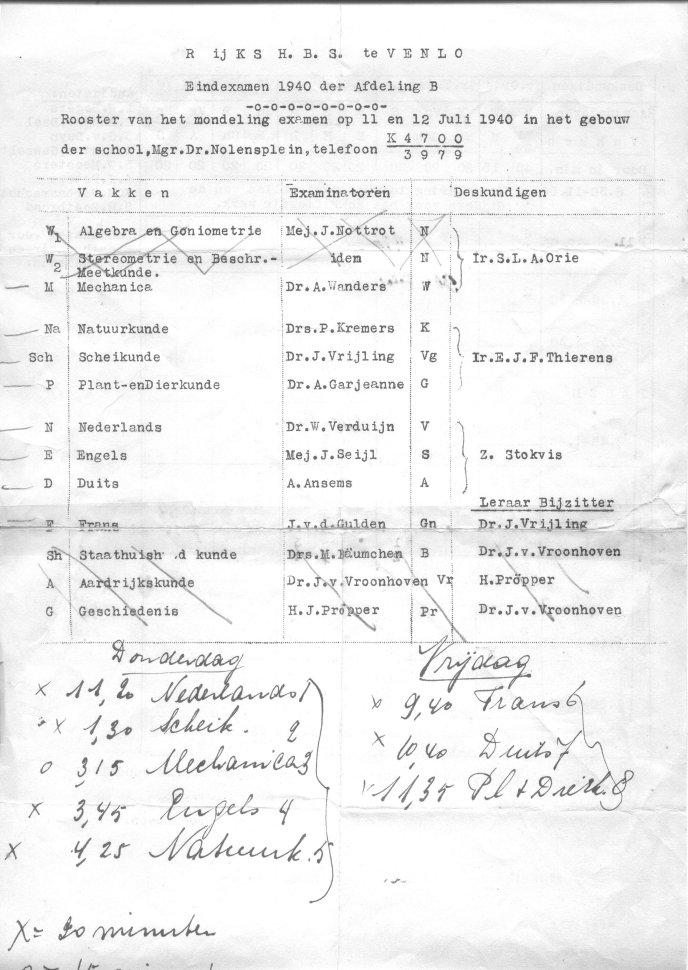 R ij K S  H. B. S.  te V E N L O
Eindexamen 1940 der Afdeling B
-o-o-o-o-o-o-o-o-
Rooster van het mondeling examen op 11 en 12 Juli 1940 in het gebouw
der school,Mgr.Dr.Nolensplein,telefoon K 4 7 0 0
3 9 7 9
V a k k e n Examinatoren Deskundigen
W1 Algebra en Goniometrie Mej.J.Nottrot N
W2 Stereometrie en Beschr.- iden N Ir.S.L.A.Orie
Meetkunde.
M Mechanica Dr.A.Wanders W
Na Natuurkunde Drs.P.Kremers K
Sch Scheikunde Dr.J.Vrijling Vg Ir.E.J.F.Thierens
P Plant-enDierkunde Dr.A.Garjeanne G
N Nederlands Dr.W.Verduijn V
E Engels Mej.J.Seijl S Z. Stokvis
D Duits A.Ansems A
Leraar Bijzitter
F Frans J.v.d.Gulden Gn Dr.J.Vrijling
Sh Staathuish .d kunde Drs.M.Bäumchen B Dr.J.v.Vroonhoven
A Aardrijkskunde Dr.J.v.Vroonhoven Vr H.Pröpper
G Geschiedenis H.J.Pröpper Pr Dr.J.v.Vroonhoven
Donderdag
x 11,20 Nederlands 1
x 1,30 Scheik. 2
o 3,15 Mechanica 3
x 3,45 Engels 4
x 4,25 Natuurk. 5
Vrijdag
x 9,40 Frans 6
x 10,40 Duits 7
11,35 Pl + Dierk. 8
X = 20 minuten